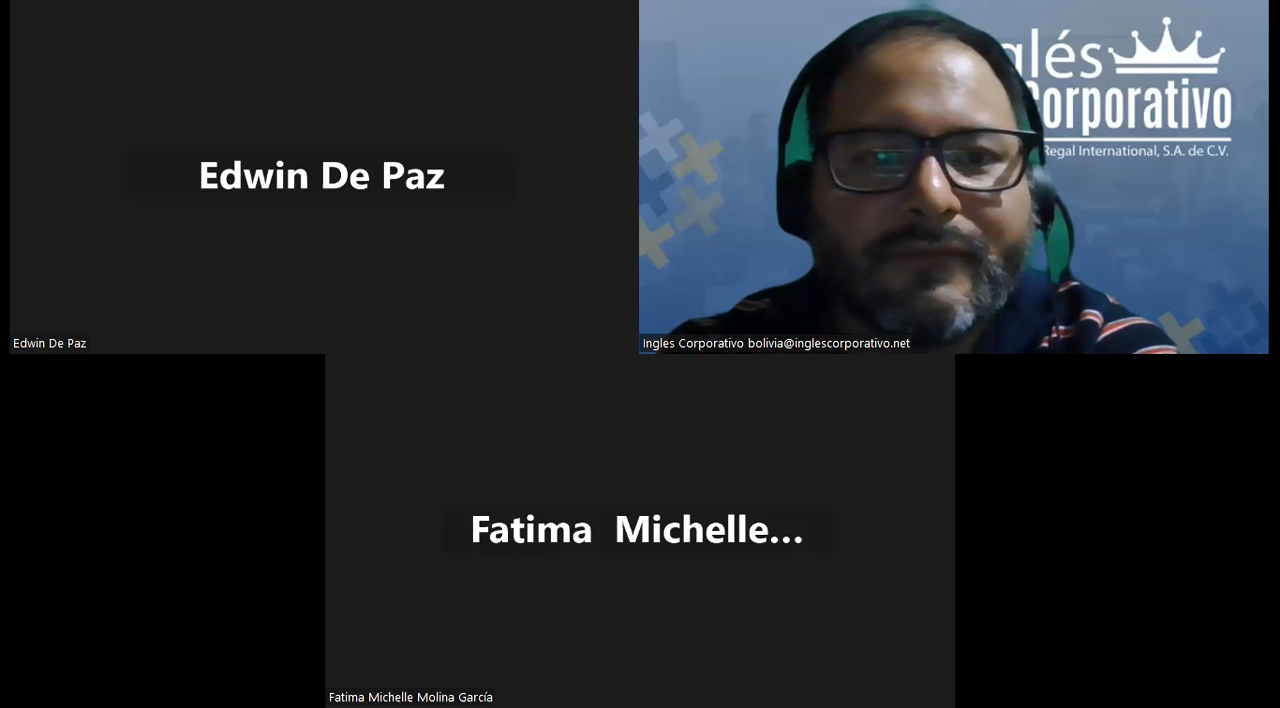 Edwin De Paz
Edwin De Paz
glés
Corporativo
Regal International, S.A. de C.V.
Ingles Corporativo bolivia@inglescorporativo.net
Fatima Michelle...
Fatima Michelle Molina García